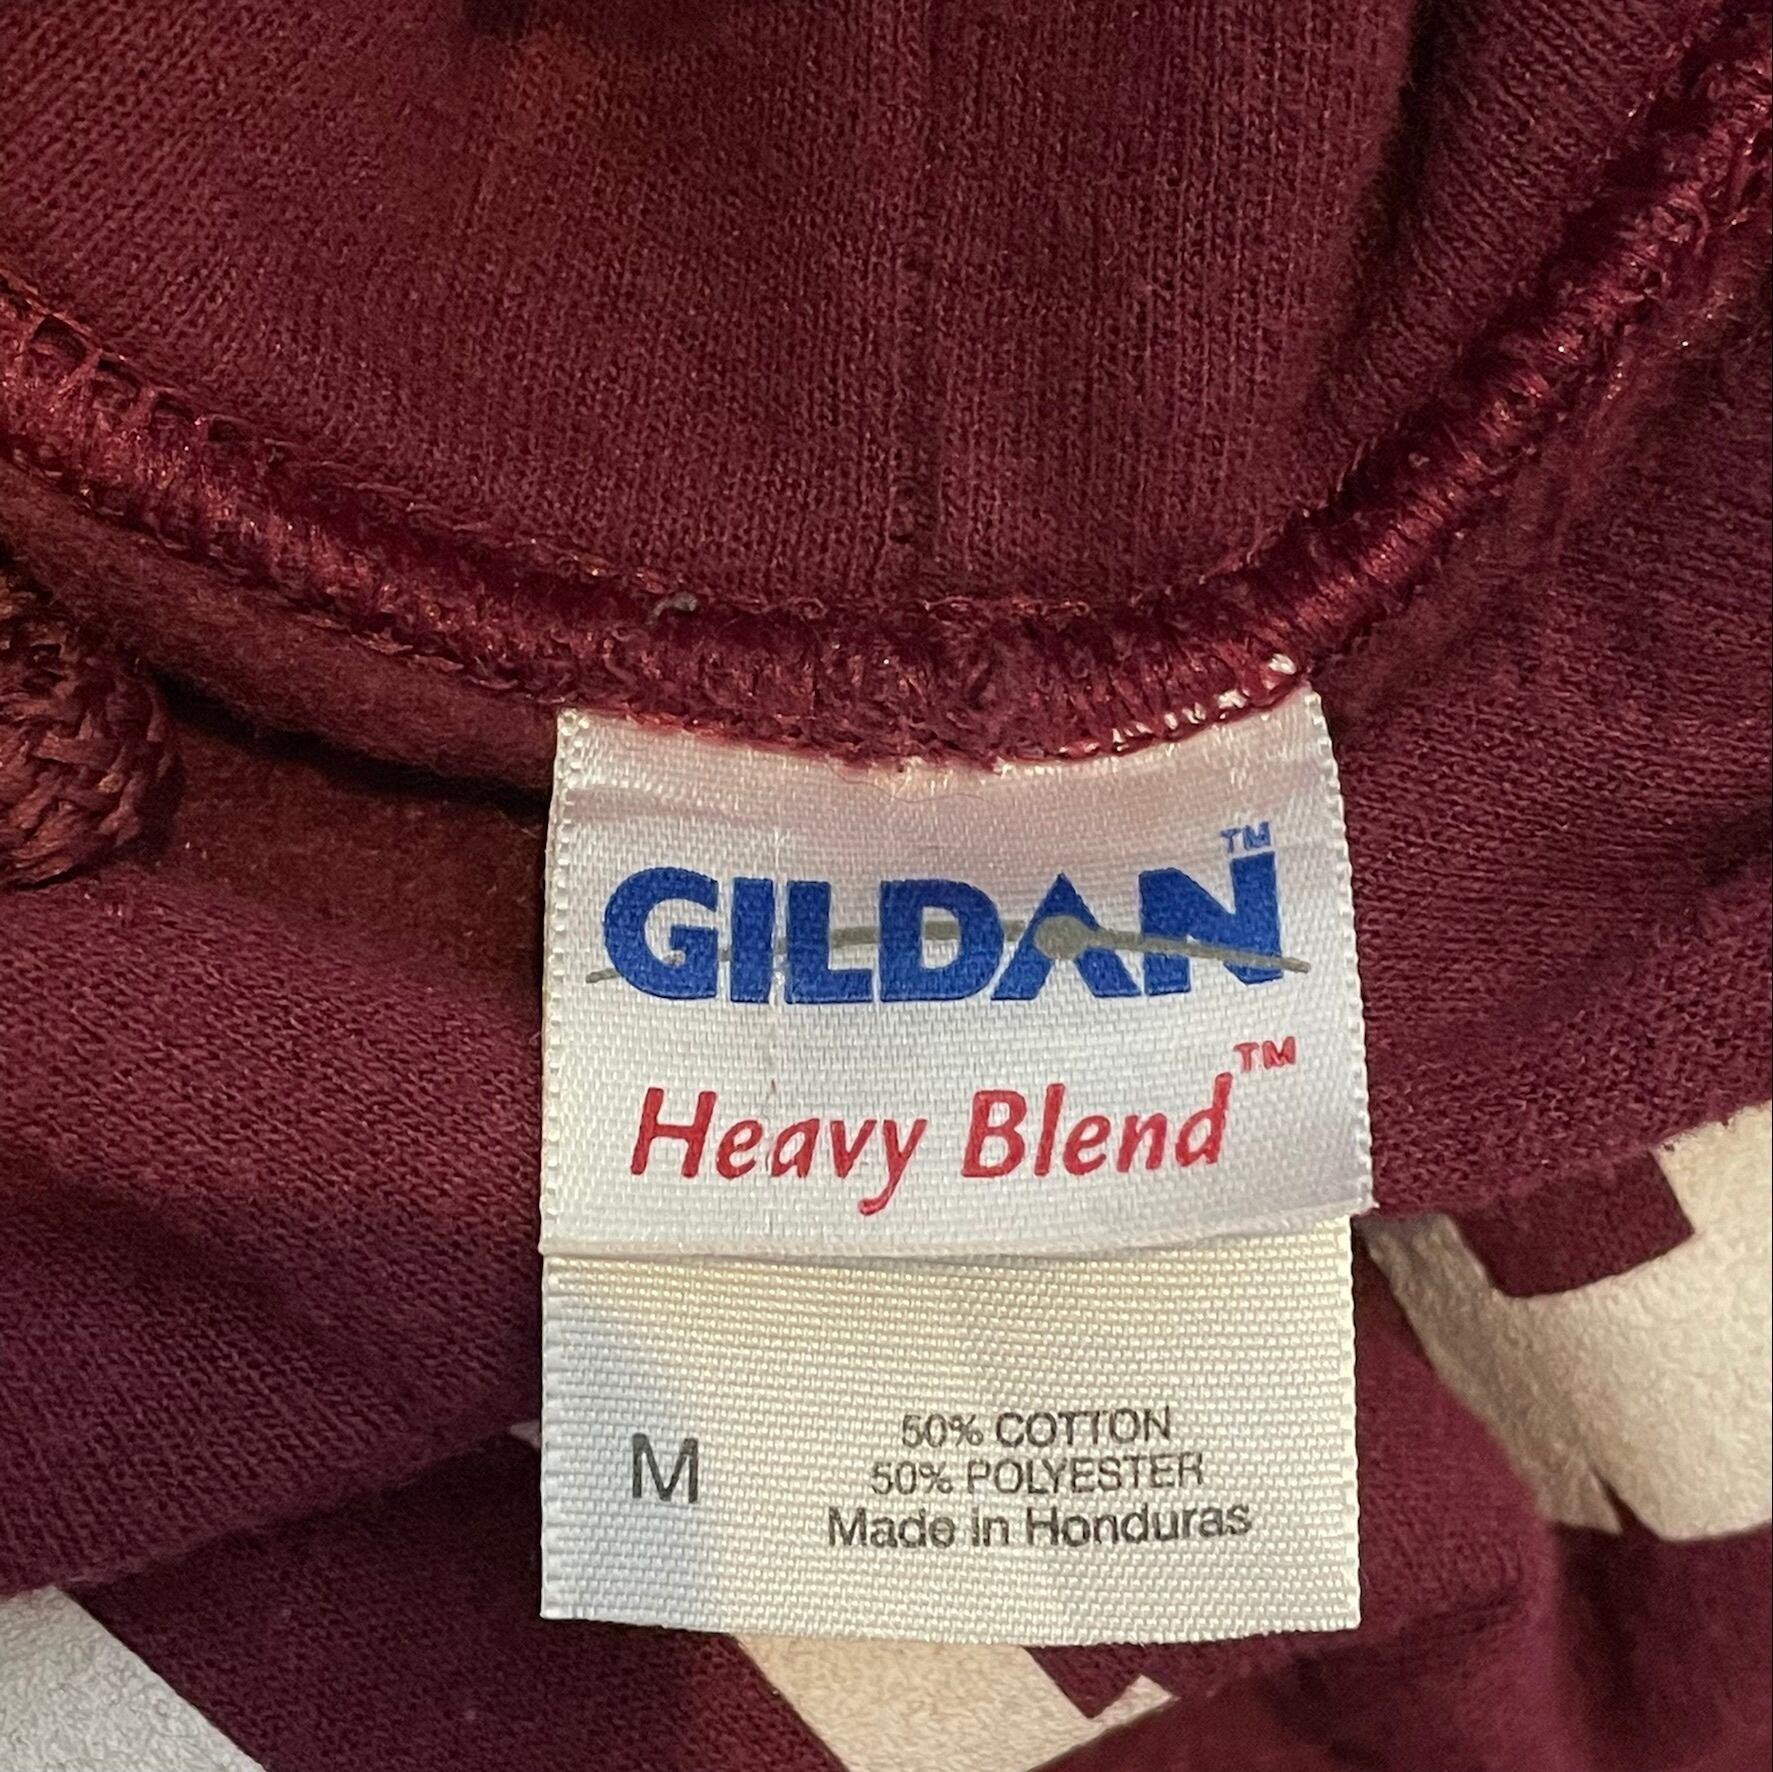 GILDAN™
Heavy Blend™
M
50% COTTON
50% POLYESTER
Made in Honduras